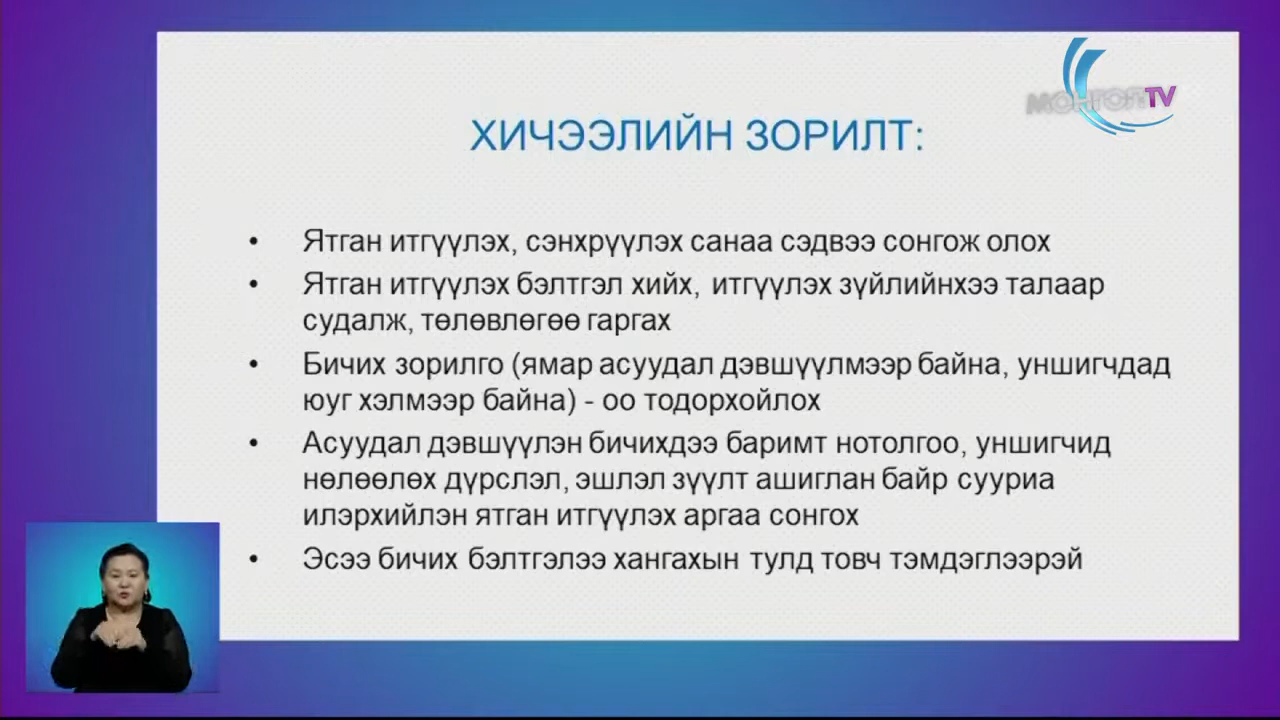 МОНГОЛ TV
ХИЧЭЭЛИЙН ЗОРИЛТ:
• Ятган итгүүлэх, сэнхрүүлэх санаа сэдвээ сонгож олох
• Ятган итгүүлэх бэлтгэл хийх, итгүүлэх зүйлийнхээ талаар
судалж, төлөвлөгөө гаргах
• Бичих зорилго (ямар асуудал дэвшүүлмээр байна, уншигчдад
юуг хэлмээр байна) - оо тодорхойлох
• Асуудал дэвшүүлэн бичихдээ баримт нотолгоо, уншигчид
нөлөөлөх дүрслэл, эшлэл зүүлт ашиглан байр сууриа
илэрхийлэн ятган итгүүлэх аргаа сонгох
• Эсээ бичих бэлтгэлээ хангахын тулд товч тэмдэглээрэй